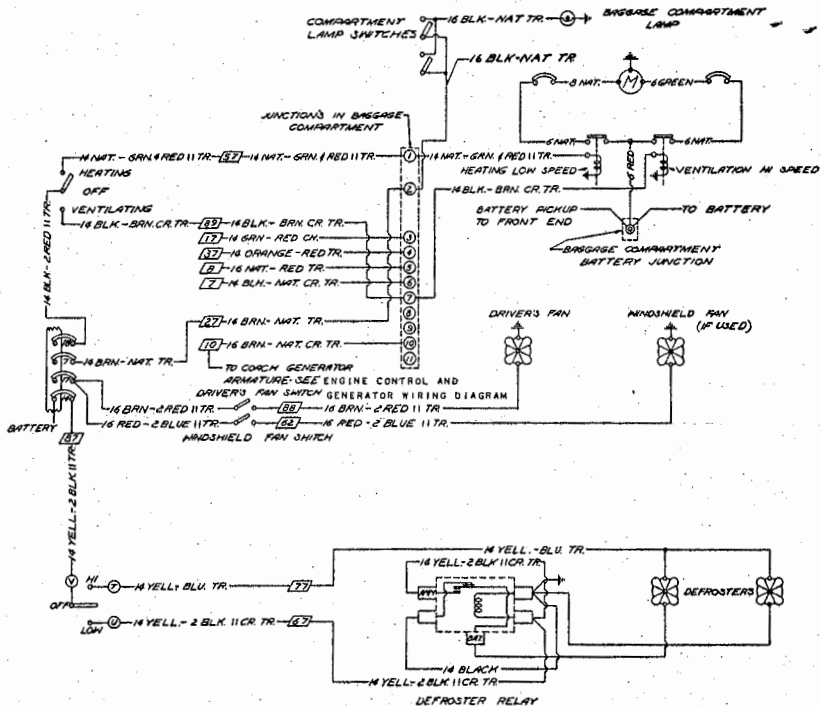 COMPARTMENT
LAMP SWITCHES
16 BLK-NAT TR.
BAGGAGE COMPARTMENT
LAMP
16 BLK-NAT TR
8 NAT.
M
6 GREEN
JUNCTIONS IN BAGGAGE
COMPARTMENT
14 NAT.-GRN. & RED 11 TR.
57
14 NAT.-GRN. & RED 11 TR.
1
14 NAT.-GRN. & RED 11 TR.
6 NAT.
6 RED
6 NAT.
HEATING
OFF
VENTILATING
HEATING LOW SPEED
VENTILATION HI SPEED
2
14 BLK.-BRN. CR. TR.
14 BLK.-BRN. CR. TR.
89
14 BLK.-BRN. CR. TR.
BATTERY PICKUP
TO FRONT END
TO BATTERY
17
14 GRN-RED CH.
3
37
14 ORANGE-RED TR.
4
8
16 NAT.-RED TR.
5
7
14 BLK.-NAT. CR. TR.
6
7
BAGGAGE COMPARTMENT
BATTERY JUNCTION
14 BLK-2 RED 11 TR.
8
9
27
14 BRN.-NAT. TR.
10
16 BRN.-NAT. CR. TR.
10
11
DRIVER'S FAN
WINDSHIELD FAN
(IF USED)
14 BRN-NAT. TR.
TO COACH GENERATOR
ARMATURE-SEE ENGINE CONTROL AND
GENERATOR WIRING DIAGRAM
DRIVER'S FAN SWITCH
16 BRN-2 RED 11 TR.
88
16 BRN.-2 RED 11 TR.
BATTERY
16 RED-2 BLUE 11 TR.
62
16 RED-2 BLUE 11 TR.
WINDSHIELD FAN SWITCH
87
14 YELL-2 BLK 11 TR.
V
HI
T
14 YELL-BLU. TR.
77
14 YELL.-BLU. TR.
14 YELL-2 BLK 11 CR. TR.
OFF
LOW
U
14 YELL.-2 BLK. 11 CR. TR.
67
BAT
DEFROSTERS
14 BLACK
14 YELL-2 BLK 11 CR. TR.
DEFROSTER RELAY